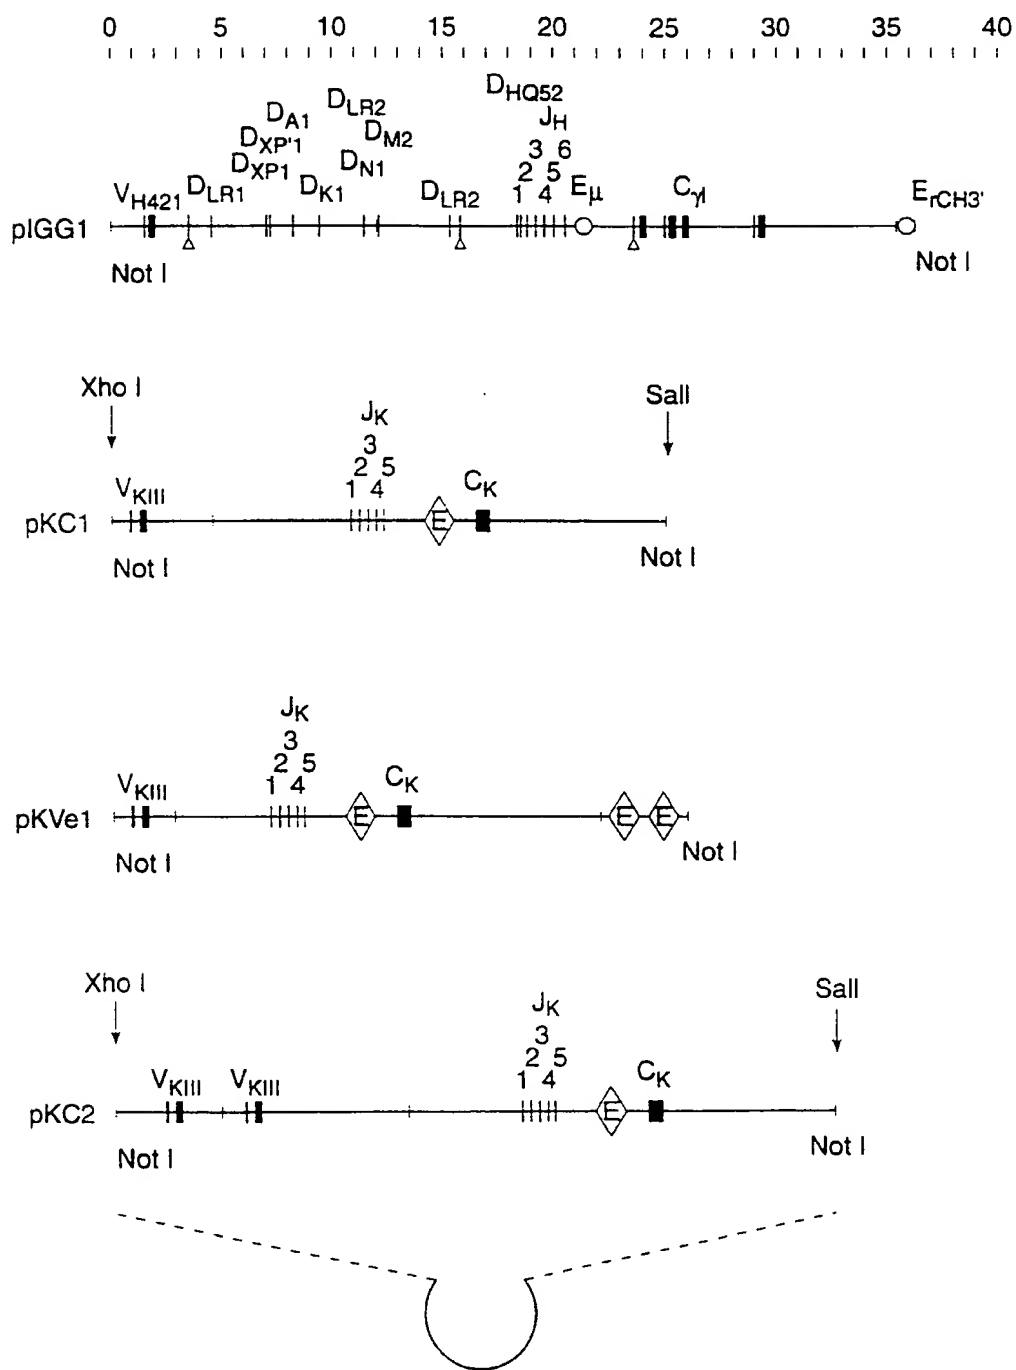 0 5 10 15 20 25 30 35 40
DHQ52
DLR2
DA1
JH
DM2
DXP'1
3 6
DXP1
DN1
2 5
VH421 DLR1 DK1 DLR2 1 4 Eμ CγI ErCH3'
pIGG1
Not I Not I
Xho I SalI
JK
3
2 5
VKIII 1 4 CK
E
pKC1
Not I Not I
JK
3
2 5
VKIII 1 4 CK
E E E
pKVe1
Not I Not I
Xho I SalI
JK
3
2 5
VKIII VKIII 1 4 CK
E
pKC2
Not I Not I